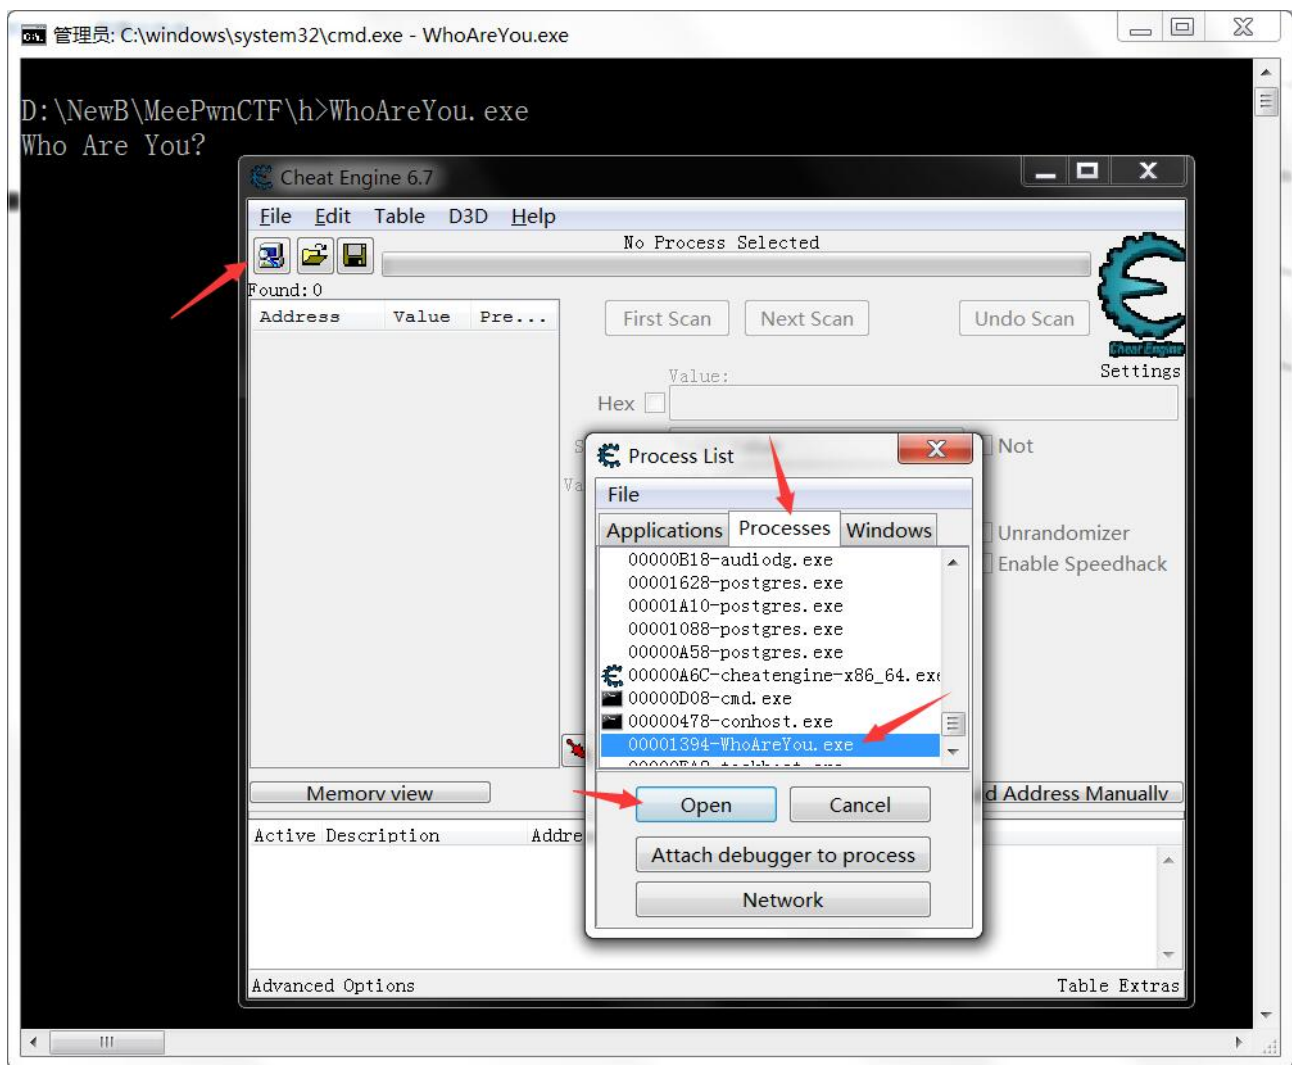 管理员: C:\windows\system32\cmd.exe - WhoAreYou.exe
D:\NewB\MeePwnCTF\h>WhoAreYou.exe
Who Are You?
Cheat Engine 6.7
File Edit Table D3D Help
No Process Selected
Found: 0
Address Value Pre...
First Scan Next Scan Undo Scan
Cheat Engine
Settings
Value:
Hex
Not
Process List
File
Applications Processes Windows
Unrandomizer
Enable Speedhack
00000B18-audiodg.exe
00001628-postgres.exe
00001A10-postgres.exe
00001088-postgres.exe
00000A58-postgres.exe
00000A6C-cheatengine-x86_64.exe
00000D08-cmd.exe
00000478-conhost.exe
00001394-WhoAreYou.exe
Memory view
d Address Manually
Open Cancel
Active Description Addre
Attach debugger to process
Network
Advanced Options Table Extras